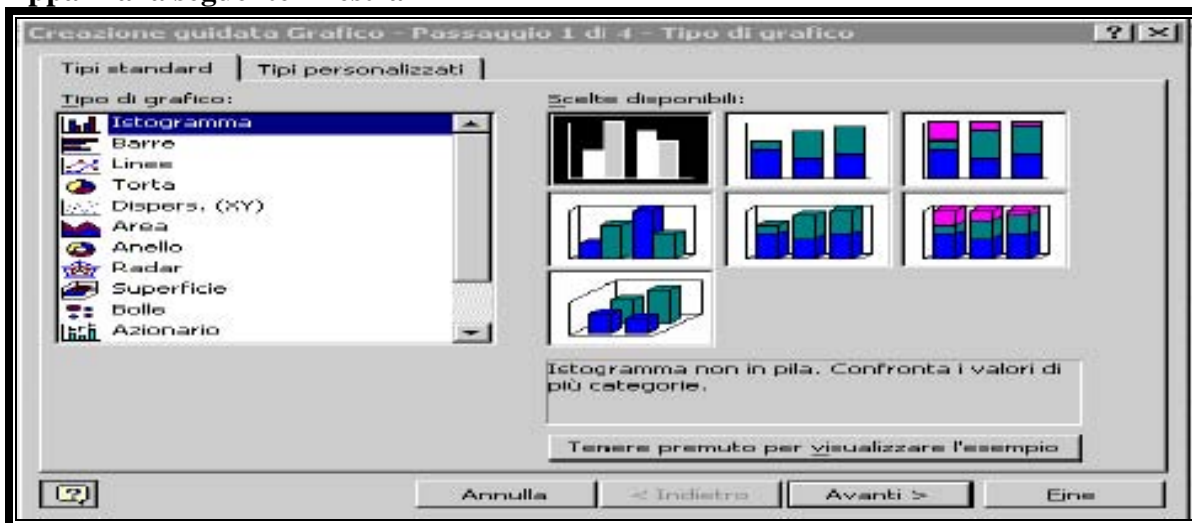 Creazione guidata Grafico - Passaggio 1 di 4 - Tipo di grafico
Tipi standard
Tipi personalizzati
Tipo di grafico:
Istogramma
Barre
Linee
Torta
Dispers. (XY)
Area
Anello
Radar
Superficie
Bolle
Azionario
Scelte disponibili:
Istogramma non in pila. Confronta i valori di
più categorie.
Tenere premuto per visualizzare l'esempio
Annulla
< Indietro
Avanti >
Fine